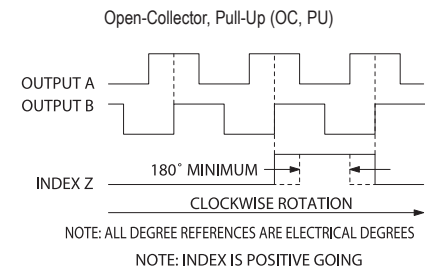 Open-Collector, Pull-Up (OC, PU)
OUTPUT A
OUTPUT B
180° MINIMUM
INDEX Z
CLOCKWISE ROTATION
NOTE: ALL DEGREE REFERENCES ARE ELECTRICAL DEGREES
NOTE: INDEX IS POSITIVE GOING